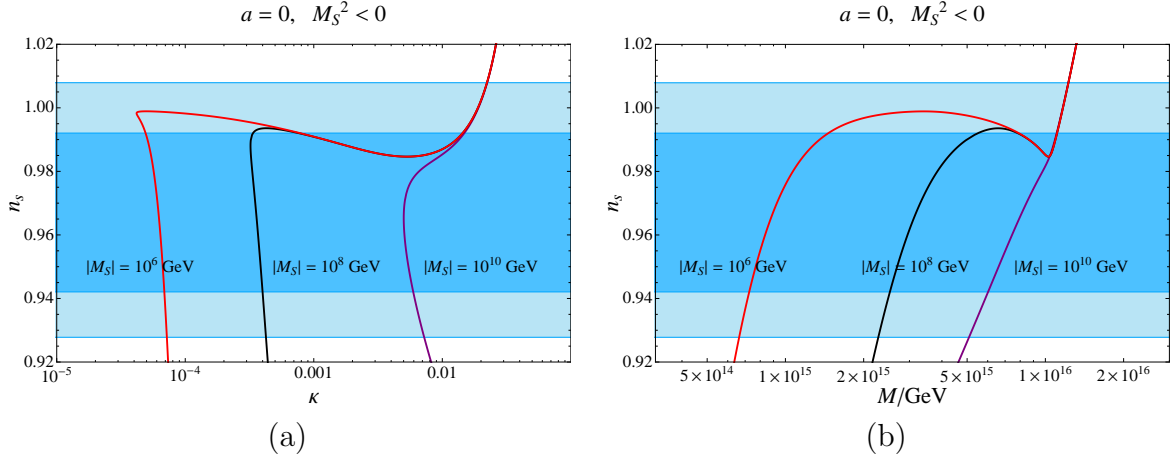 a = 0, M_S^2 < 0
1.02
1.00
0.98
0.96
0.94
0.92
n_s
|M_S| = 10^6 GeV
|M_S| = 10^8 GeV
|M_S| = 10^10 GeV
10^-5
10^-4
0.001
0.01
κ
(a)
a = 0, M_S^2 < 0
1.02
1.00
0.98
0.96
0.94
0.92
n_s
|M_S| = 10^6 GeV
|M_S| = 10^8 GeV
|M_S| = 10^10 GeV
5×10^14
1×10^15
2×10^15
5×10^15
1×10^16
2×10^16
M/GeV
(b)